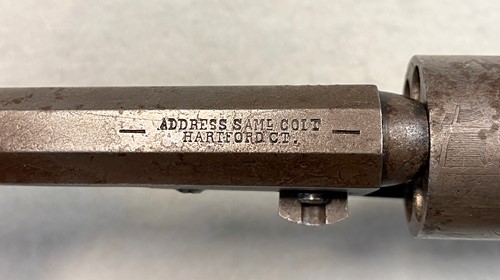 — ADDRESS SAML COLT —
HARTFORD CT.